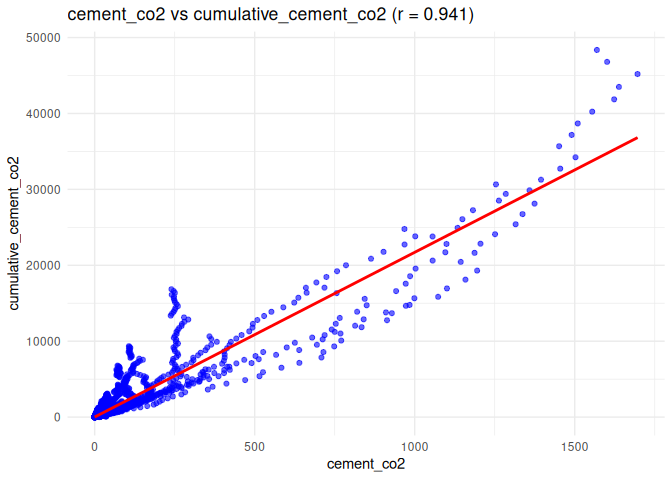 cement_co2 vs cumulative_cement_co2 (r = 0.941)
50000
40000
30000
20000
10000
0
cumulative_cement_co2
0 500 1000 1500
cement_co2